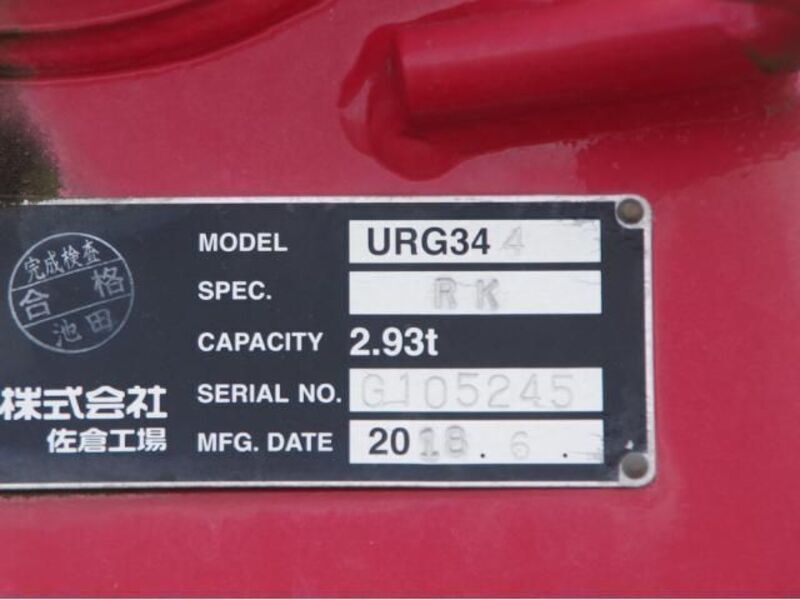 完成検査
合格
池田
株式会社
佐倉工場
MODEL URG344
SPEC. RK
CAPACITY 2.93t
SERIAL NO. G105245
MFG. DATE 2018.6.